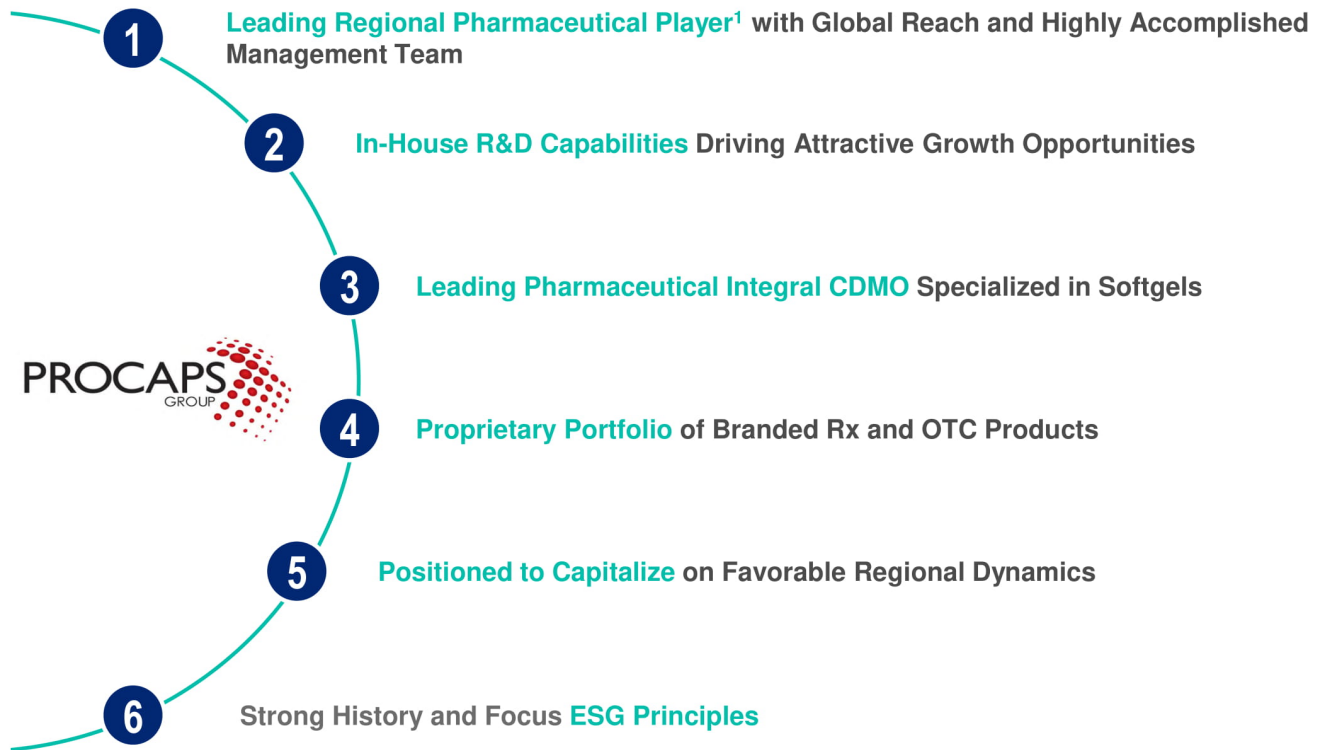 1
Leading Regional Pharmaceutical Player¹ with Global Reach and Highly Accomplished
Management Team
2
In-House R&D Capabilities Driving Attractive Growth Opportunities
3
Leading Pharmaceutical Integral CDMO Specialized in Softgels
PROCAPS
GROUP
4
Proprietary Portfolio of Branded Rx and OTC Products
5
Positioned to Capitalize on Favorable Regional Dynamics
6
Strong History and Focus ESG Principles